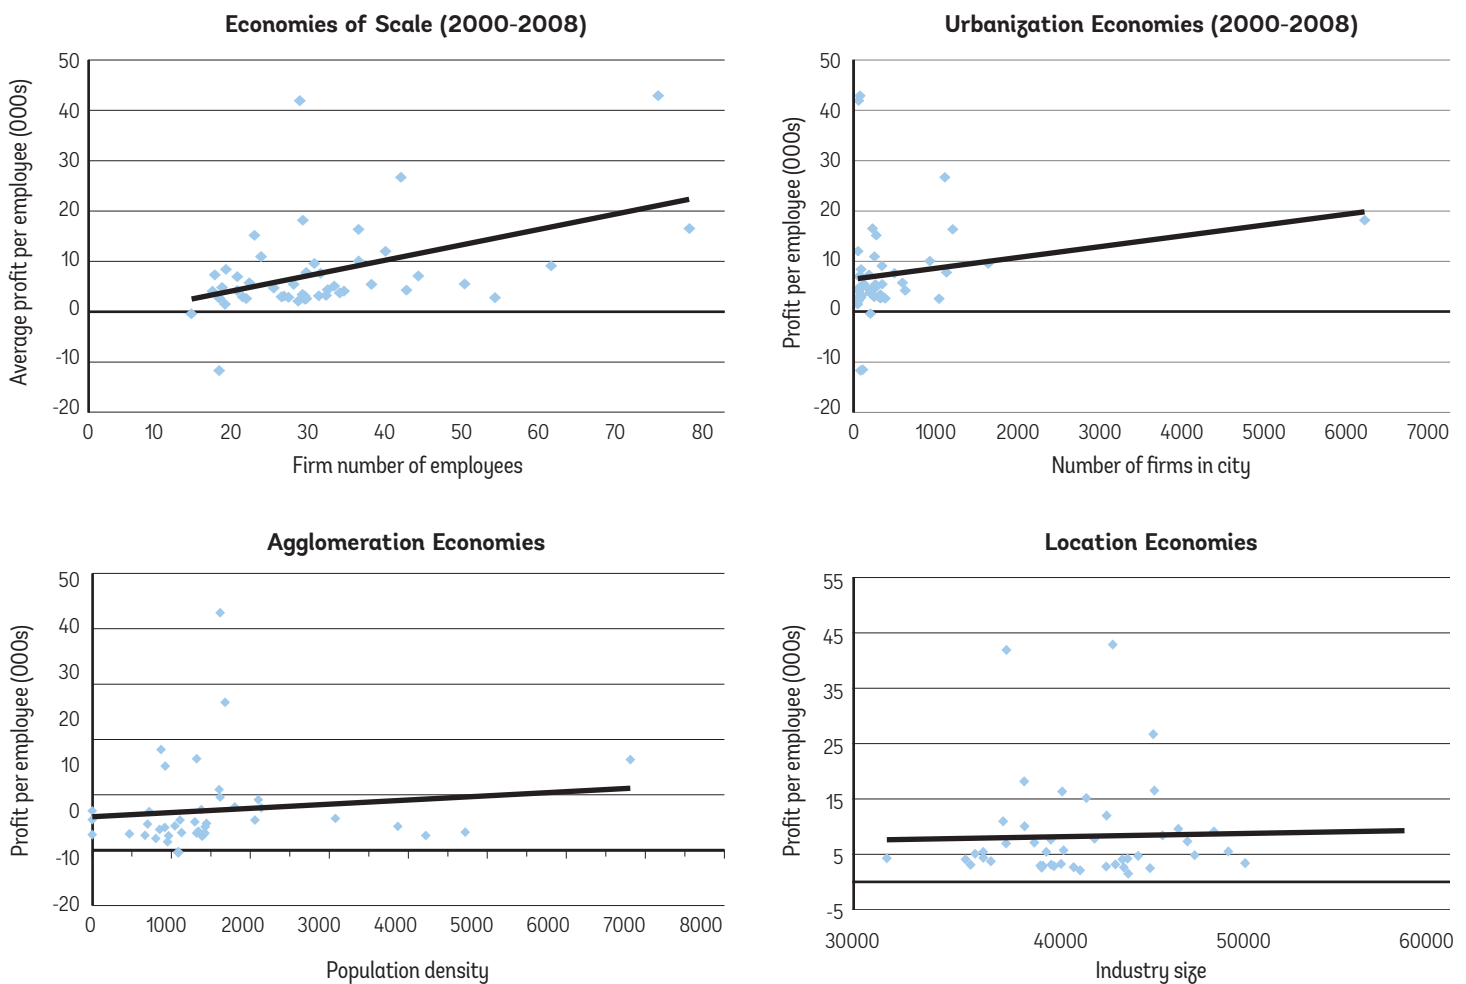 Economies of Scale (2000-2008)
Average profit per employee (000s)
50
40
30
20
10
0
-10
-20
0 10 20 30 40 50 60 70 80
Firm number of employees
Urbanization Economies (2000-2008)
Profit per employee (000s)
50
40
30
20
10
0
-10
-20
0 1000 2000 3000 4000 5000 6000 7000
Number of firms in city
Agglomeration Economies
Profit per employee (000s)
50
40
30
20
10
0
-10
-20
0 1000 2000 3000 4000 5000 6000 7000 8000
Population density
Location Economies
Profit per employee (000s)
55
45
35
25
15
5
-5
30000 40000 50000 60000
Industry size